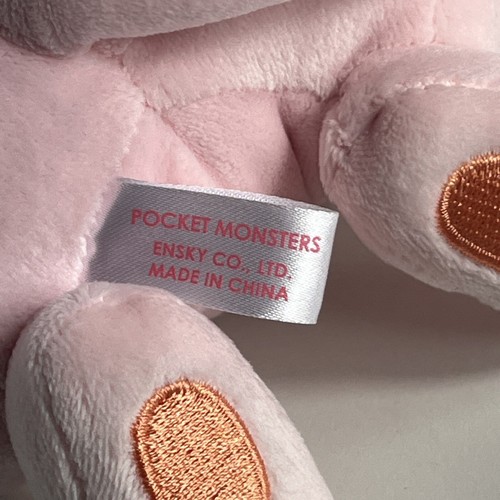 POCKET MONSTERS
ENSKY CO., LTD.
MADE IN CHINA